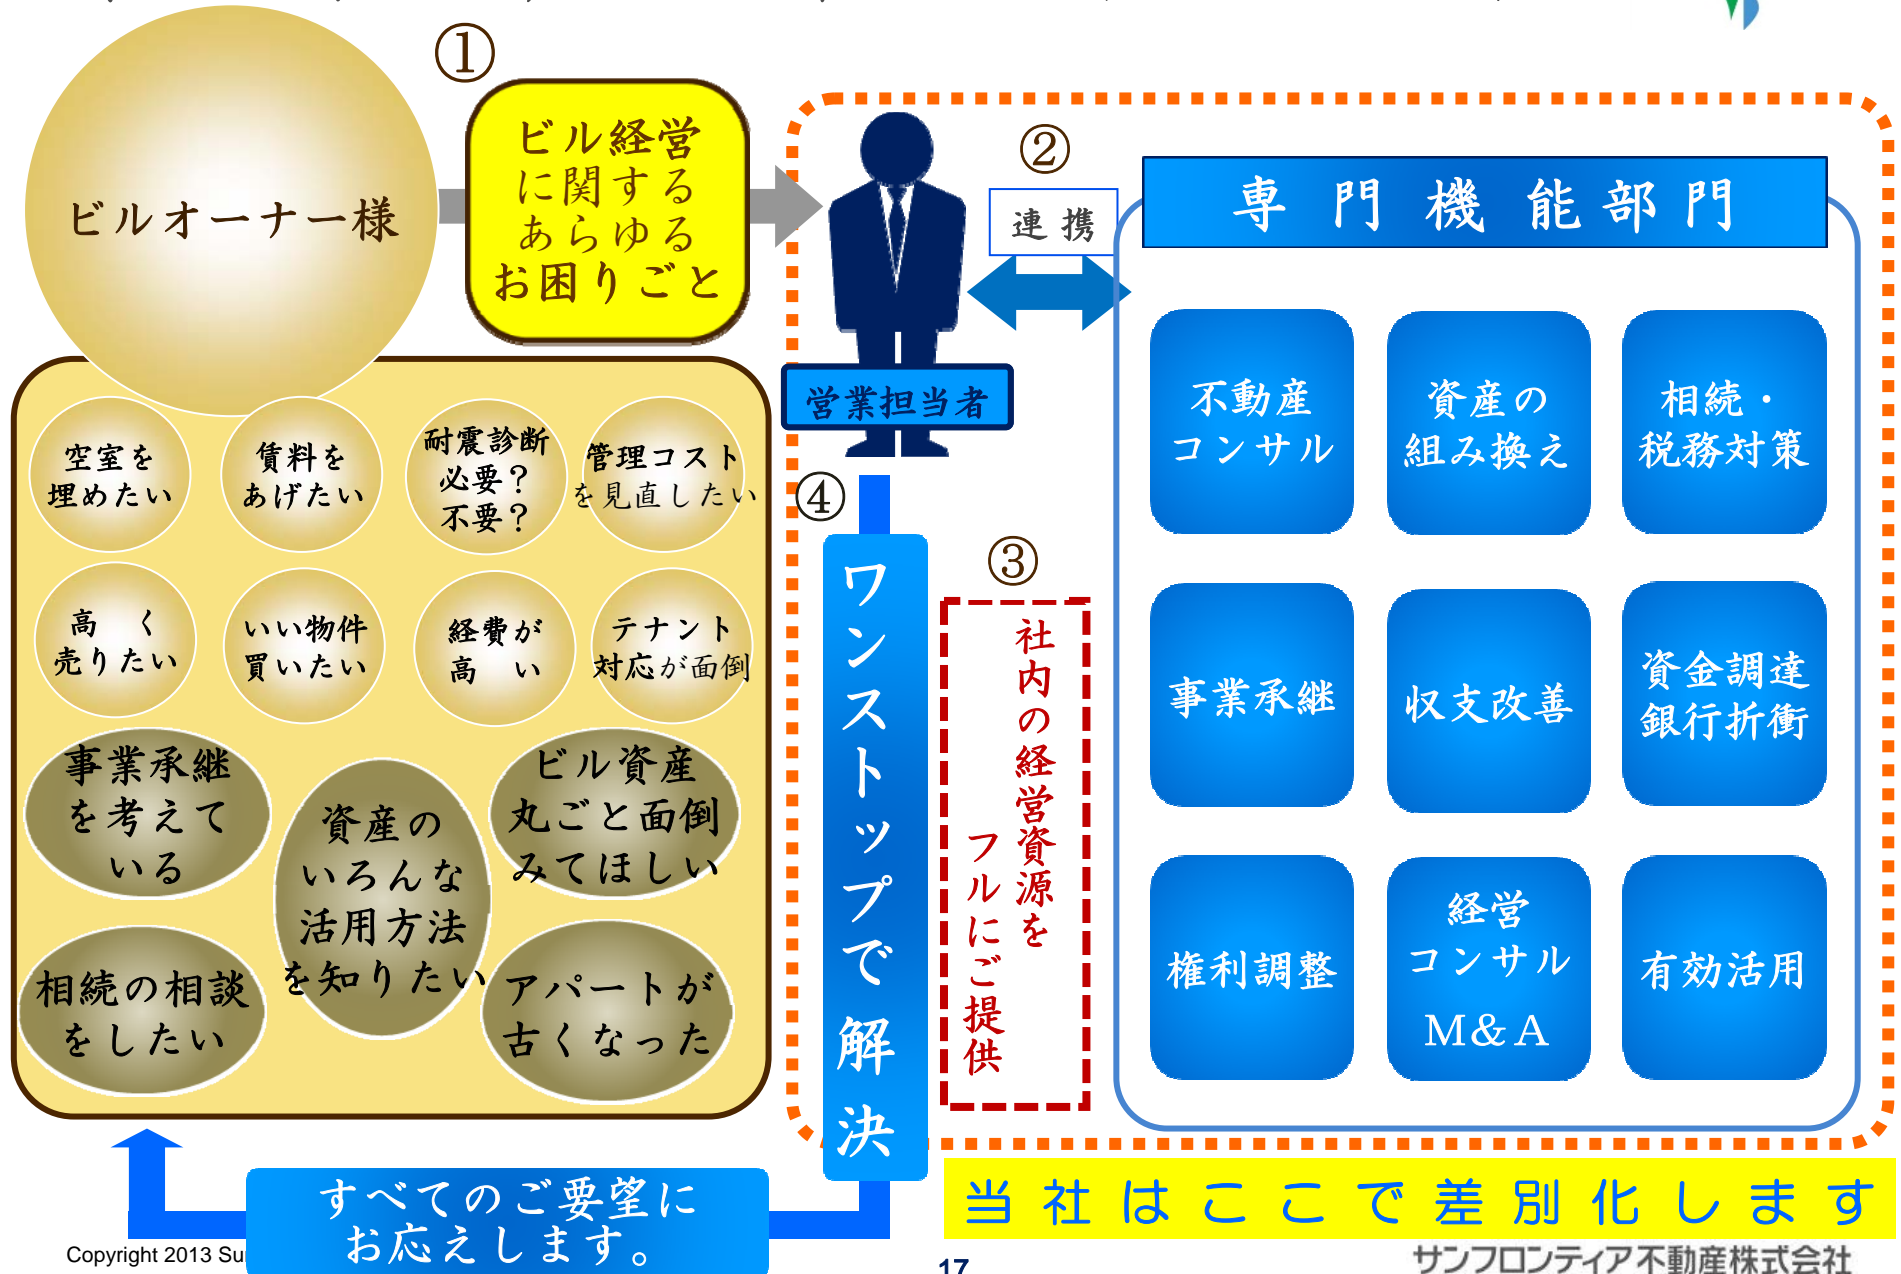 ①
ビルオーナー様
ビル経営
に関する
あらゆる
お困りごと
②
連携
営業担当者
専門機能部門
不動産
コンサル
資産の
組み換え
相続・
税務対策
事業承継
収支改善
資金調達
銀行折衝
権利調整
経営
コンサル
M&A
有効活用
③
社内の経営資源を
フルにご提供
④
ワンストップで解決
空室を
埋めたい
賃料を
あげたい
耐震診断
必要?
不要?
管理コスト
を見直したい
高く
売りたい
いい物件
買いたい
経費が
高い
テナント
対応が面倒
事業承継
を考えて
いる
資産の
いろんな
活用方法
を知りたい
ビル資産
丸ごと面倒
みてほしい
相続の相談
をしたい
アパートが
古くなった
すべてのご要望に
お応えします。
当社はここで差別化します
Copyright 2013
17
サンフロンティア不動産株式会社